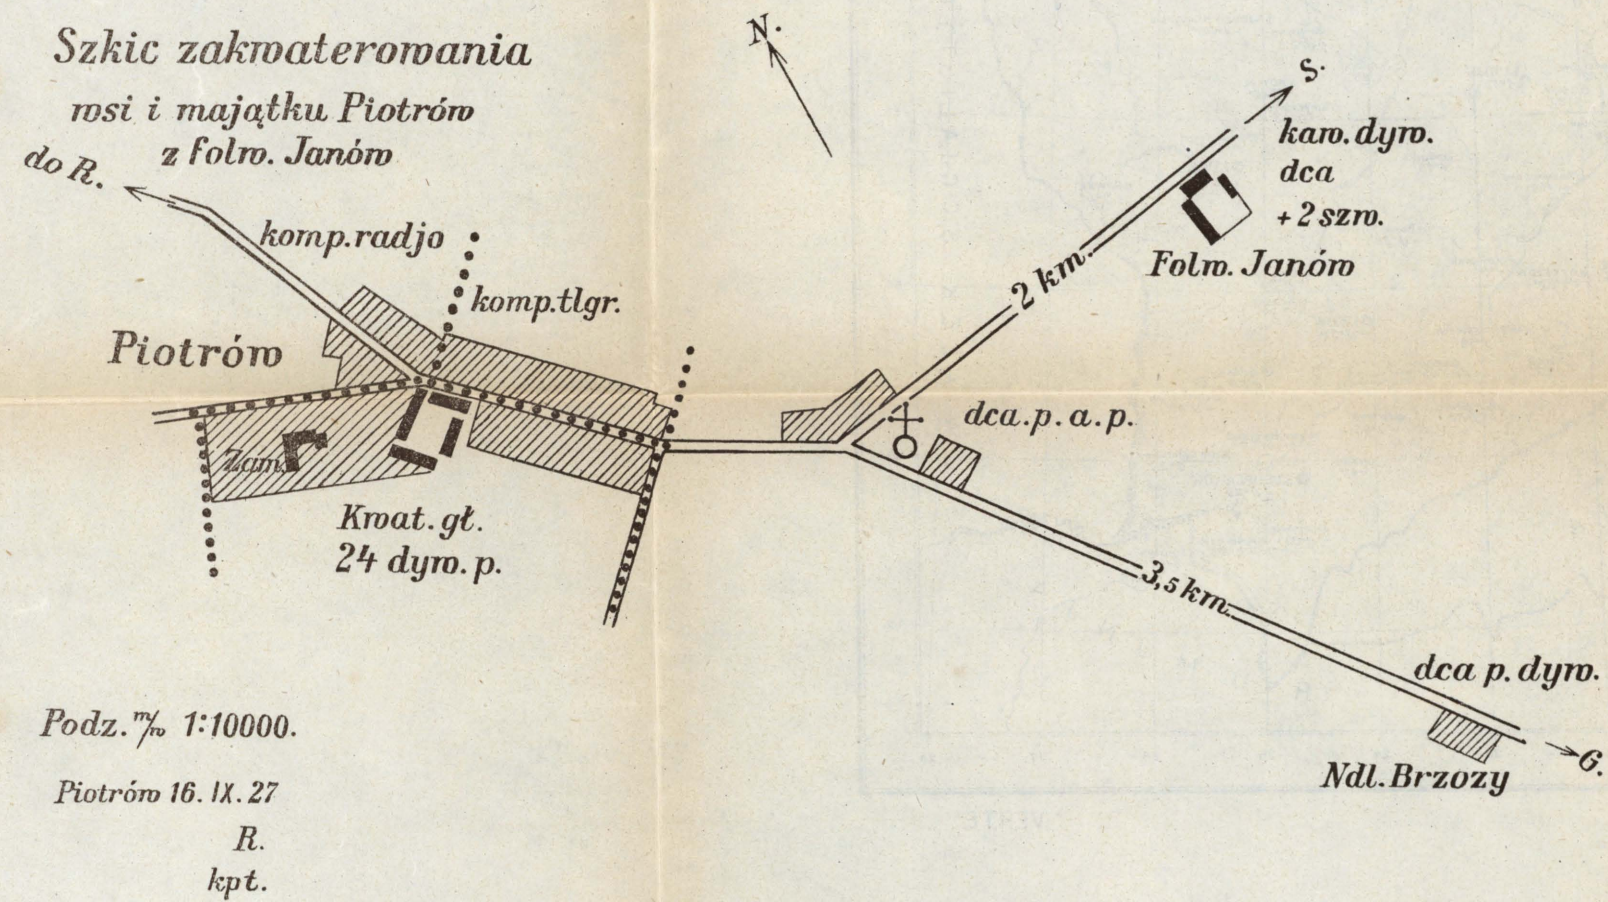 Szkic zakwaterowania
wsi i majątku Piotrów
z folw. Janów
do R.
N.
S.
kaw. dyw.
dca
+ 2 szw.
Folw. Janów
komp. radjo
komp. tlgr.
2 km.
Piotrów
dca. p. a. p.
Zam.
Kwat. gł.
24 dyw. p.
3,5 km.
dca p. dyw.
G.
Ndl. Brzozy
Podz. m/m 1:10000.
Piotrów 16. IX. 27
R.
kpt.